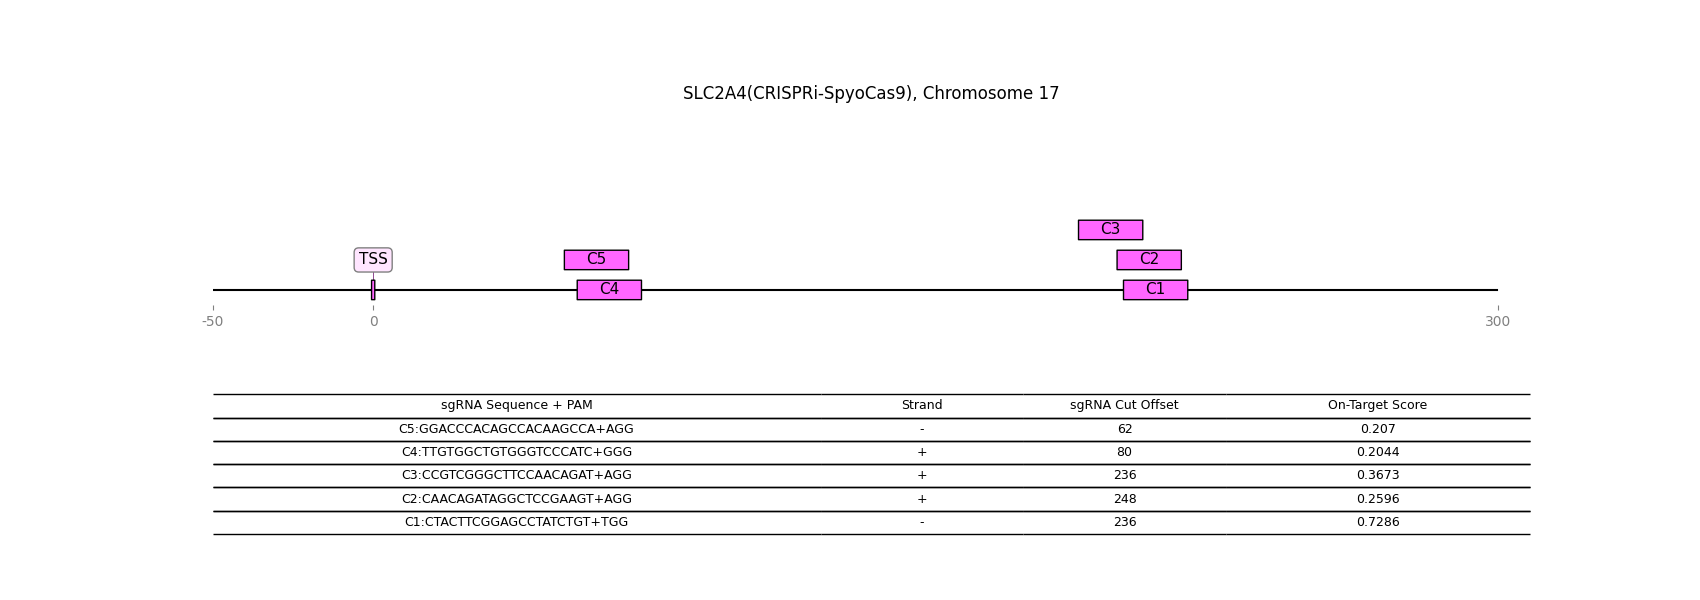 SLC2A4(CRISPRi-SpyoCas9), Chromosome 17
C3
TSS C5 C2
C4 C1
-50 0 300
sgRNA Sequence + PAM Strand sgRNA Cut Offset On-Target Score
C5:GGACCCACAGCCACAAGCCA+AGG - 62 0.207
C4:TTGTGGCTGTGGGTCCCATC+GGG + 80 0.2044
C3:CCGTCGGGCTTCCAACAGAT+AGG + 236 0.3673
C2:CAACAGATAGGCTCCGAAGT+AGG + 248 0.2596
C1:CTACTTCGGAGCCTATCTGT+TGG - 236 0.7286